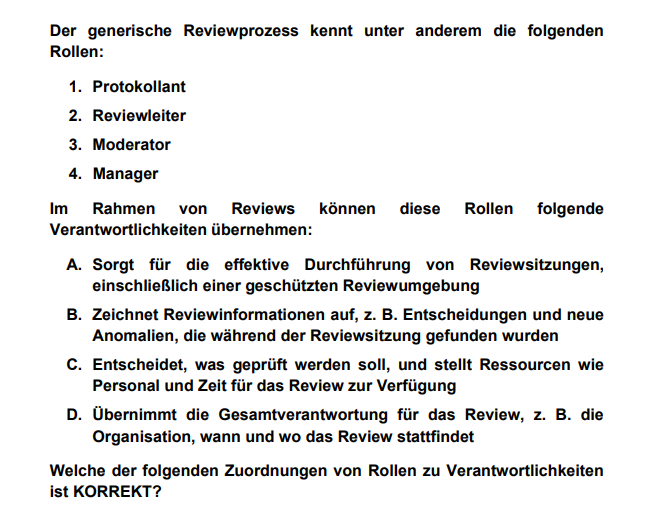 Der generische Reviewprozess kennt unter anderem die folgenden
Rollen:
1. Protokollant
2. Reviewleiter
3. Moderator
4. Manager
Im Rahmen von Reviews können diese Rollen folgende
Verantwortlichkeiten übernehmen:
A. Sorgt für die effektive Durchführung von Reviewsitzungen,
einschließlich einer geschützten Reviewumgebung
B. Zeichnet Reviewinformationen auf, z. B. Entscheidungen und neue
Anomalien, die während der Reviewsitzung gefunden wurden
C. Entscheidet, was geprüft werden soll, und stellt Ressourcen wie
Personal und Zeit für das Review zur Verfügung
D. Übernimmt die Gesamtverantwortung für das Review, z. B. die
Organisation, wann und wo das Review stattfindet
Welche der folgenden Zuordnungen von Rollen zu Verantwortlichkeiten
ist KORREKT?